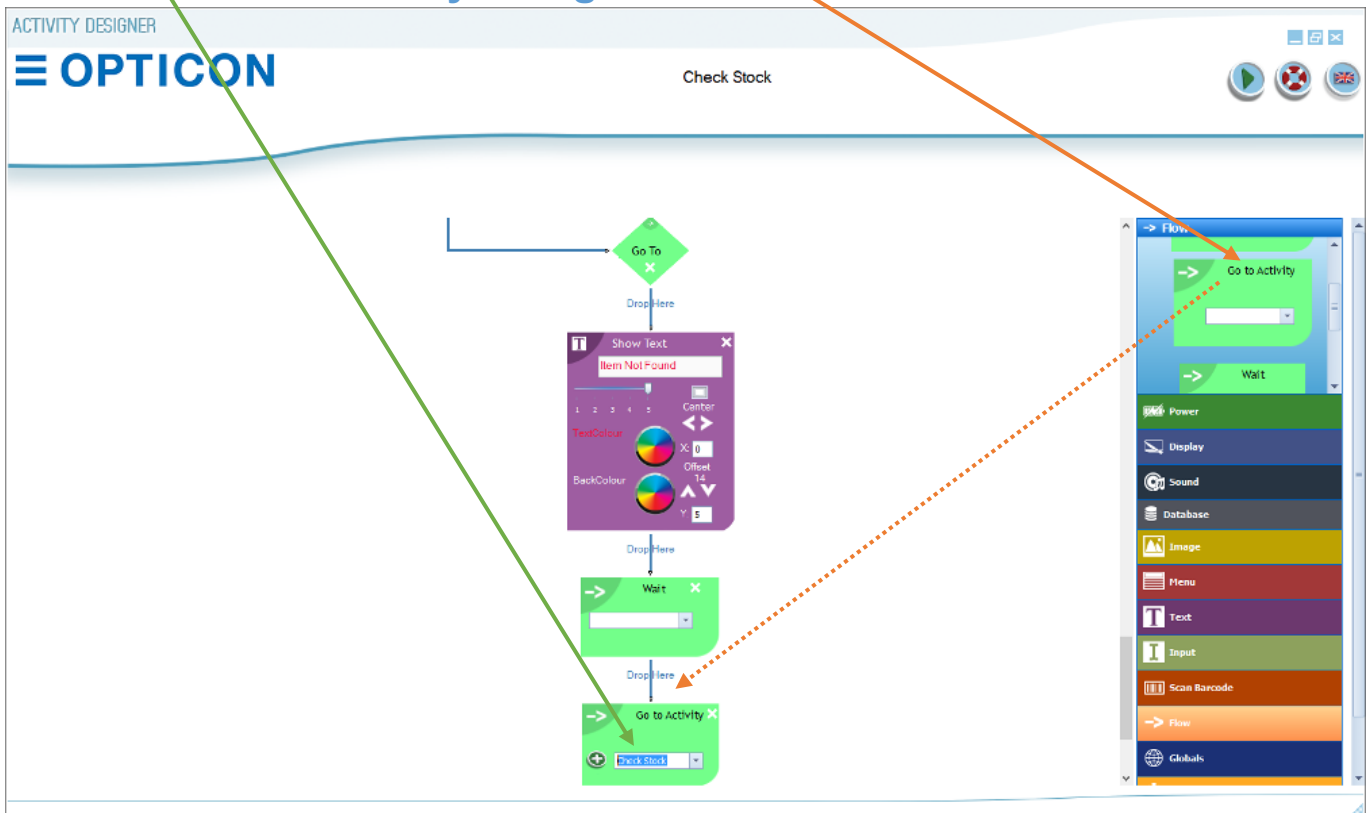 ACTIVITY DESIGNER
OPTICON
Check Stock
Go To
Drop Here
Show Text
Item Not Found
1 2 3 4 5
Center
TextColour
X: 0
Offset
14
BackColour
Y 5
Drop Here
Wait
Drop Here
Go to Activity
Check Stock
-> Flow
Go to Activity
Wait
Power
Display
Sound
Database
Image
Menu
T Text
I Input
Scan Barcode
-> Flow
Globals